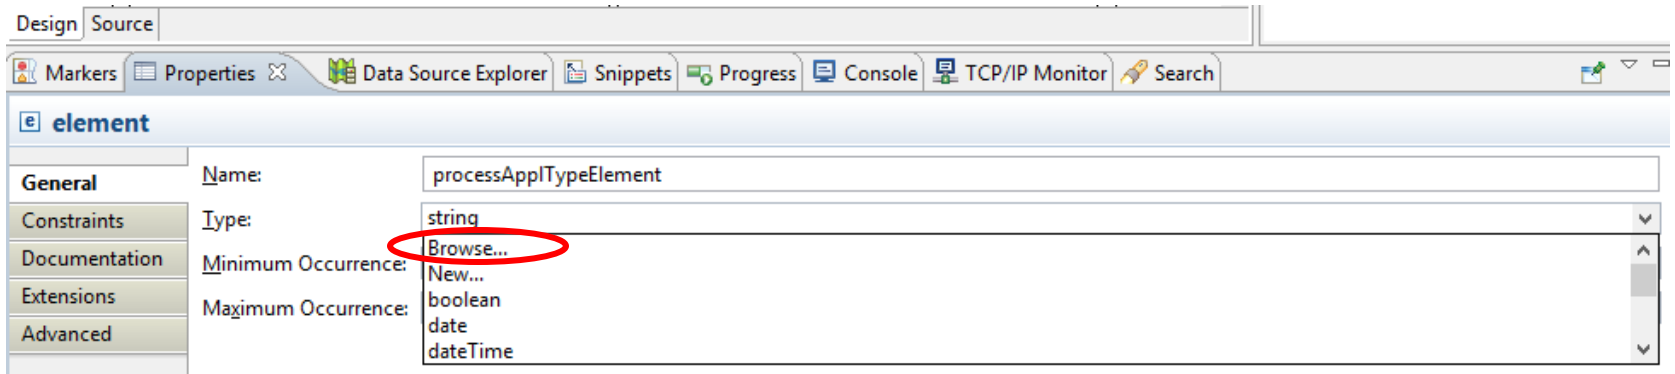 Design Source
Markers Properties Data Source Explorer Snippets Progress Console TCP/IP Monitor Search
element
General Name: processApplTypeElement
Constraints Type: string
Browse...
Documentation Minimum Occurrence:
New...
Extensions boolean
Maximum Occurrence:
date
Advanced
dateTime